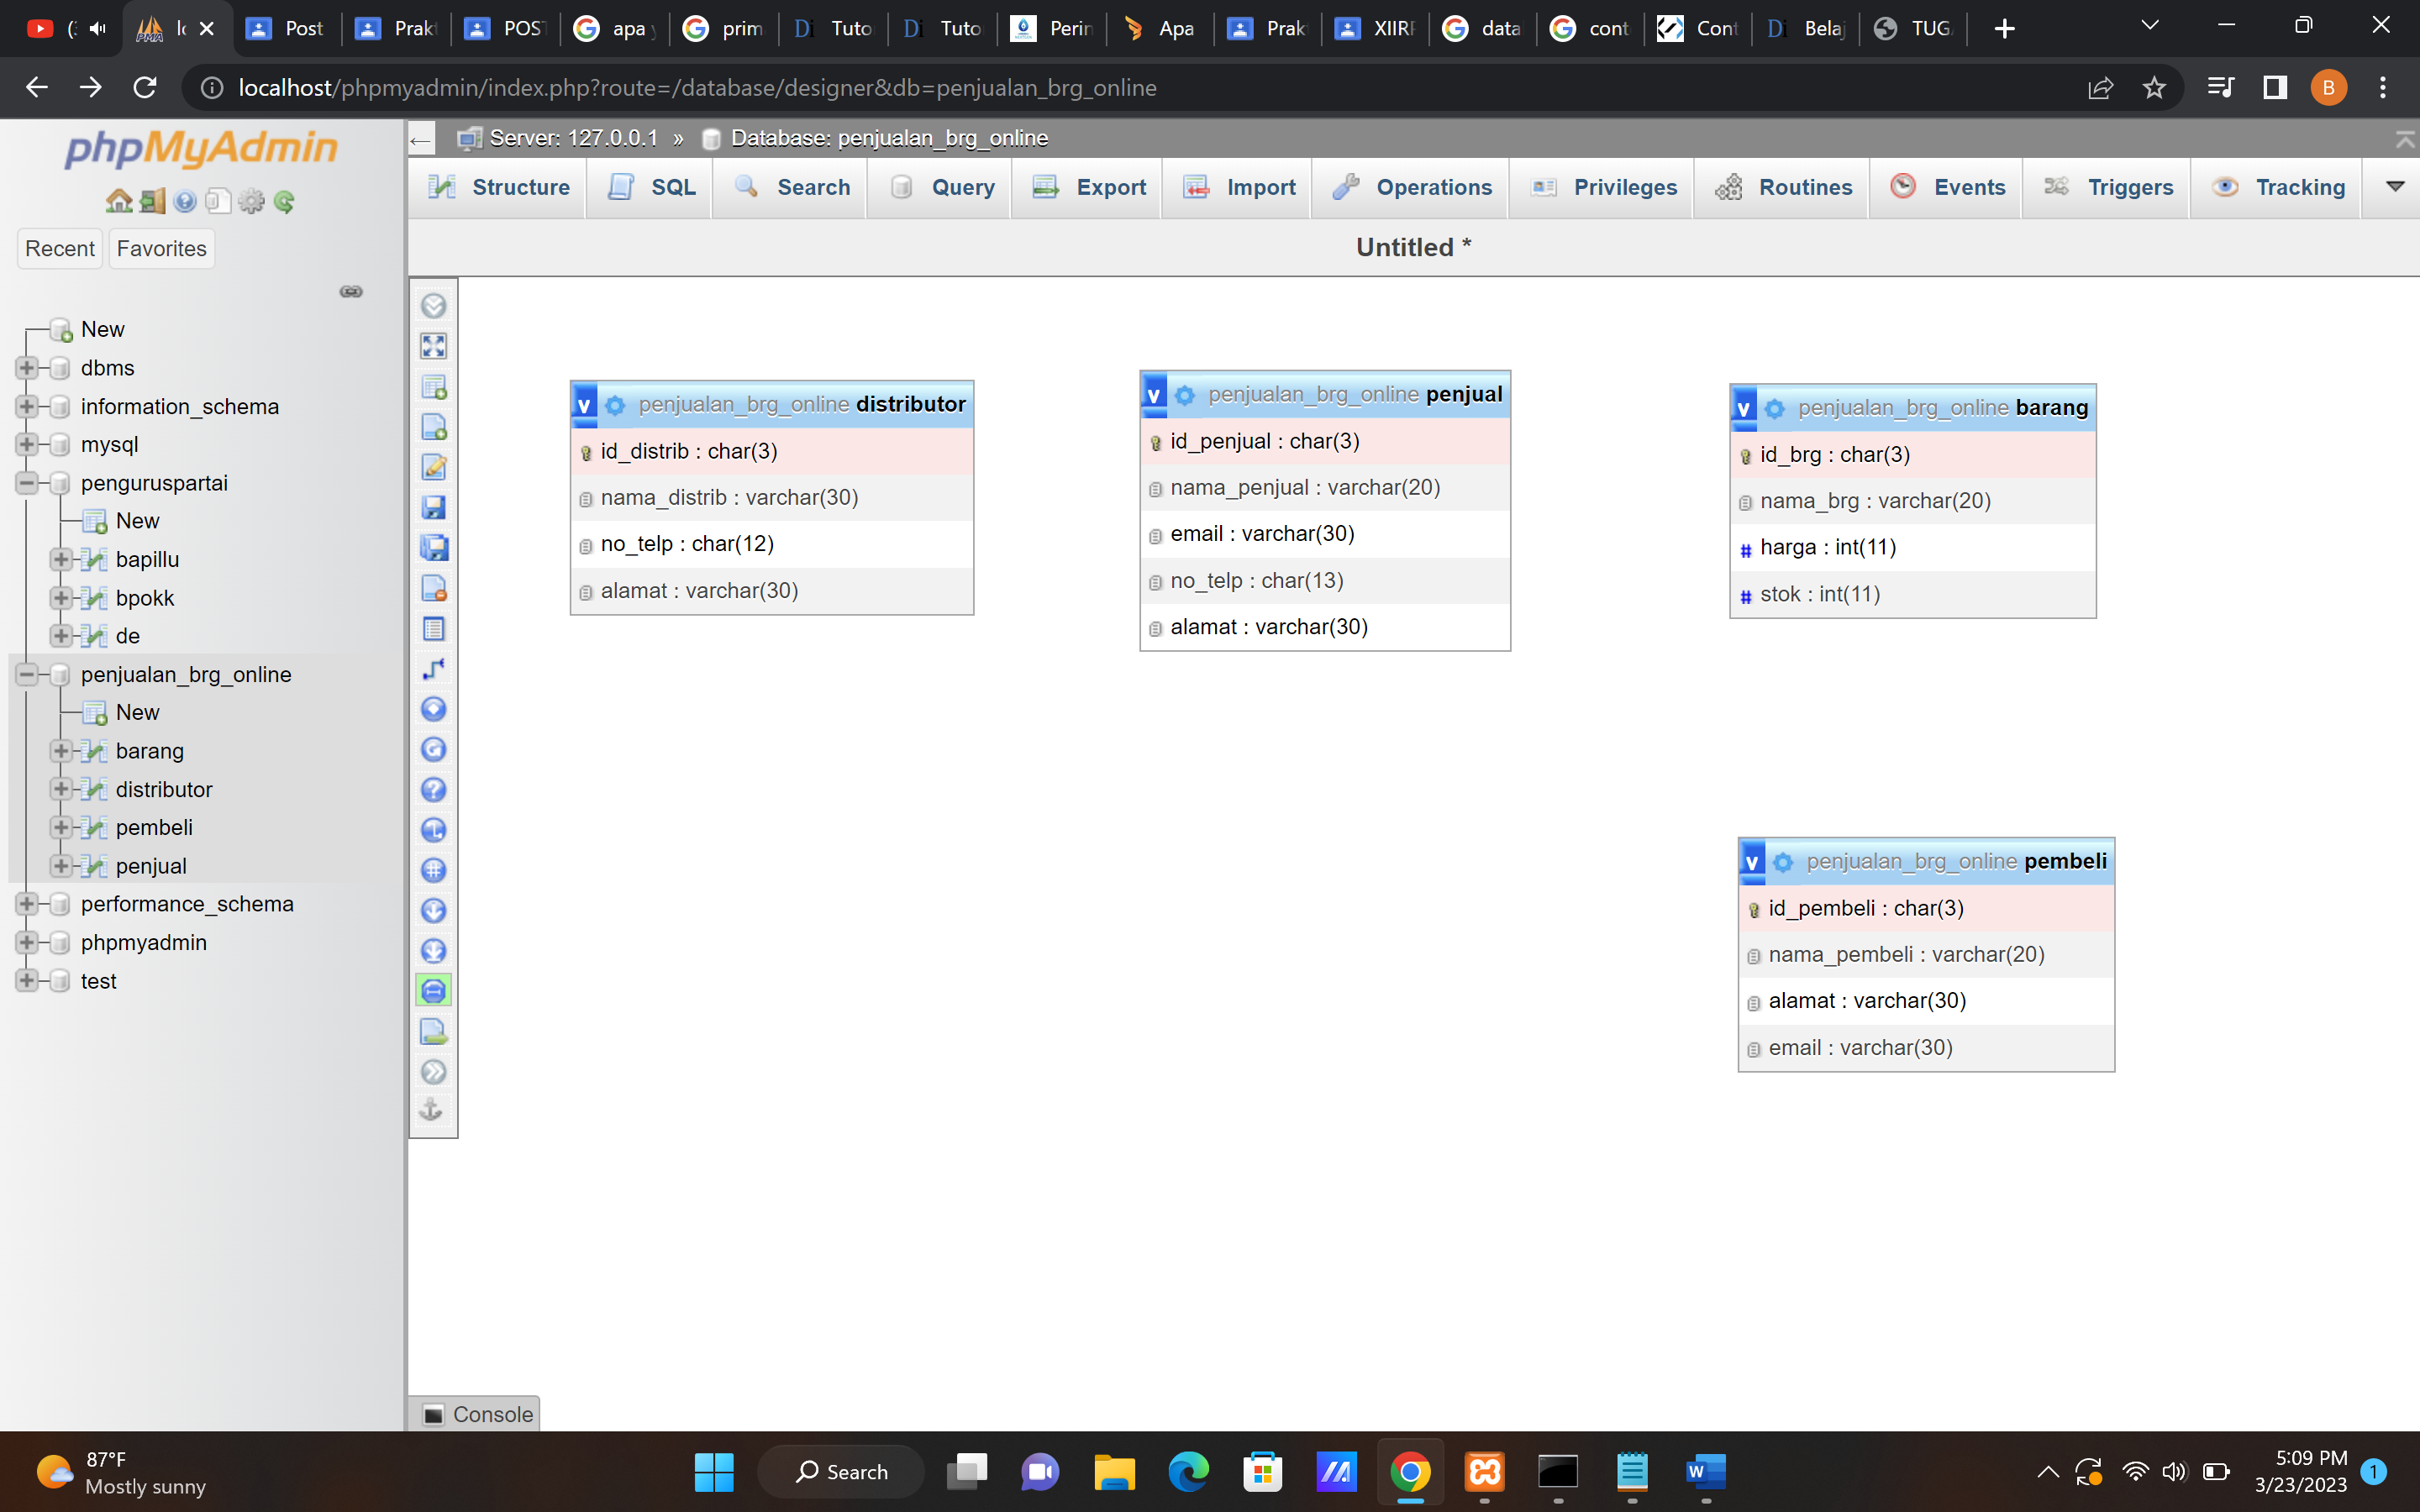 Post
Prakt
POST
apa y
prim
Tuto
Tuto
Perin
Apa
Prak
XIIRP
data
cont
Cont
Belaj
TUG
localhost/phpmyadmin/index.php?route=/database/designer&db=penjualan_brg_online
B
phpMyAdmin
Recent
Favorites
New
dbms
information_schema
mysql
penguruspartai
New
bapillu
bpokk
de
penjualan_brg_online
New
barang
distributor
pembeli
penjual
performance_schema
phpmyadmin
test
Server: 127.0.0.1 » Database: penjualan_brg_online
Structure
SQL
Search
Query
Export
Import
Operations
Privileges
Routines
Events
Triggers
Tracking
Untitled *
v penjualan_brg_online distributor
id_distrib : char(3)
nama_distrib : varchar(30)
no_telp : char(12)
alamat : varchar(30)
v penjualan_brg_online penjual
id_penjual : char(3)
nama_penjual : varchar(20)
email : varchar(30)
no_telp : char(13)
alamat : varchar(30)
v penjualan_brg_online barang
id_brg : char(3)
nama_brg : varchar(20)
# harga : int(11)
# stok : int(11)
v penjualan_brg_online pembeli
id_pembeli : char(3)
nama_pembeli : varchar(20)
alamat : varchar(30)
email : varchar(30)
Console
87°F
Mostly sunny
Search
5:09 PM
3/23/2023
1